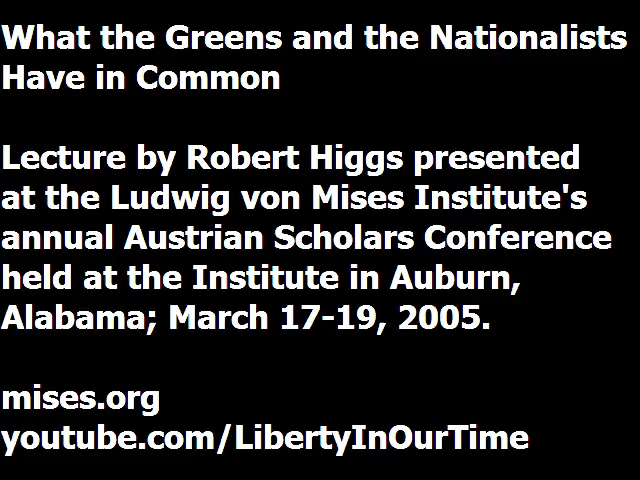 What the Greens and the Nationalists
Have in Common
Lecture by Robert Higgs presented
at the Ludwig von Mises Institute's
annual Austrian Scholars Conference
held at the Institute in Auburn,
Alabama; March 17-19, 2005.
mises.org
youtube.com/LibertyInOurTime